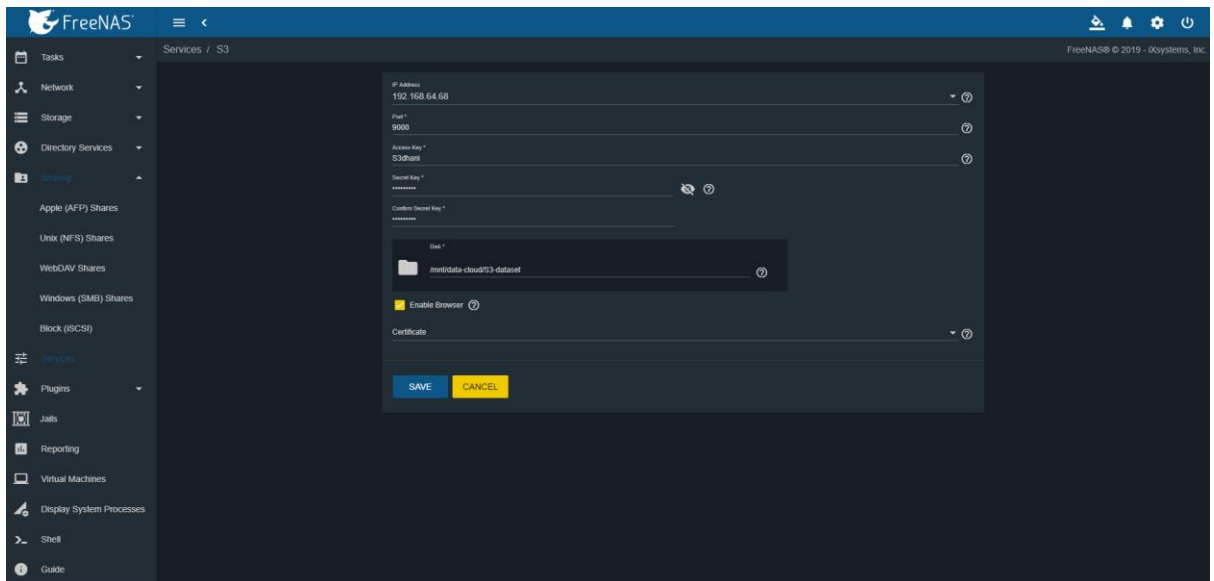 FreeNAS®
Services / S3
FreeNAS® © 2019 - iXsystems, Inc.
Tasks
Network
Storage
Directory Services
Sharing
Apple (AFP) Shares
Unix (NFS) Shares
WebDAV Shares
Windows (SMB) Shares
Block (iSCSI)
Services
Plugins
Jails
Reporting
Virtual Machines
Display System Processes
Shell
Guide
IP Address
192.168.64.68
Port *
9000
Access Key *
S3dhani
Secret Key *
•••••••••
Confirm Secret Key *
•••••••••
Disk *
/mnt/data-cloud/S3-dataset
Enable Browser
Certificate
SAVE CANCEL